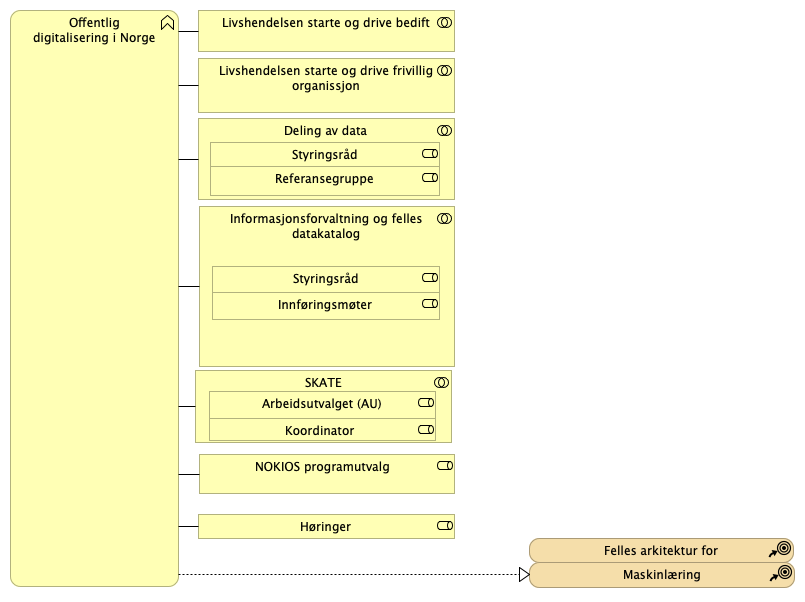 Offentlig
digitalisering i Norge
Livshendelsen starte og drive bedift
Livshendelsen starte og drive frivillig
organissjon
Deling av data
Styringsråd
Referansegruppe
Informasjonsforvaltning og felles
datakatalog
Styringsråd
Innføringsmøter
SKATE
Arbeidsutvalget (AU)
Koordinator
NOKIOS programutvalg
Høringer
Felles arkitektur for
Maskinlæring